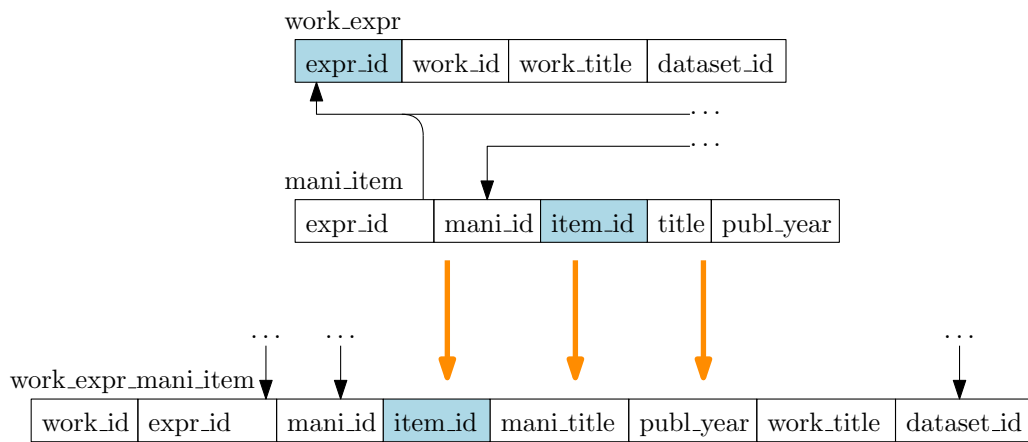 work_expr
expr_id work_id work_title dataset_id
...
...
mani_item
expr_id mani_id item_id title publ_year
... ... ...
work_expr_mani_item
work_id expr_id mani_id item_id mani_title publ_year work_title dataset_id